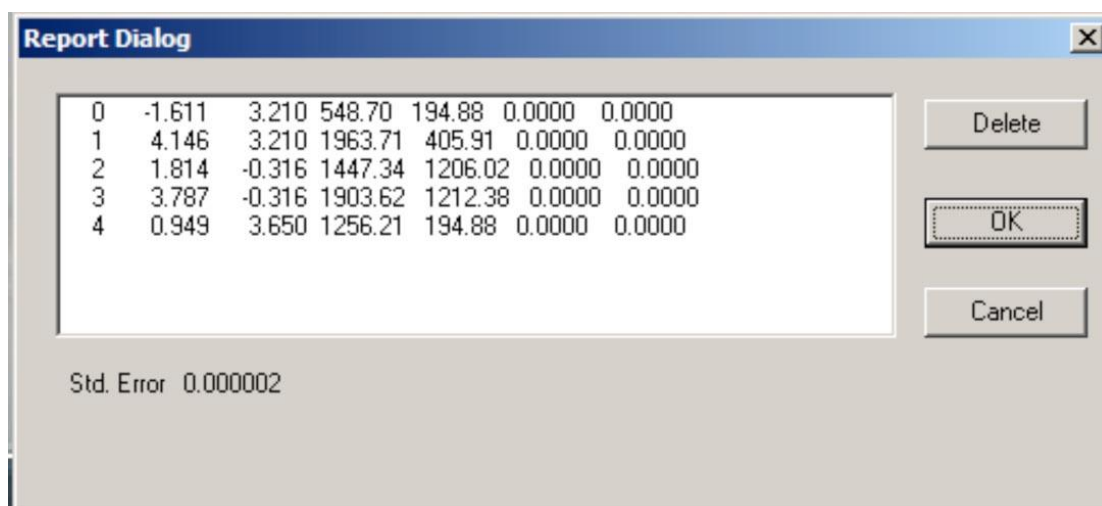 Report Dialog
0 -1.611 3.210 548.70 194.88 0.0000 0.0000
1 4.146 3.210 1963.71 405.91 0.0000 0.0000
2 1.814 -0.316 1447.34 1206.02 0.0000 0.0000
3 3.787 -0.316 1903.62 1212.38 0.0000 0.0000
4 0.949 3.650 1256.21 194.88 0.0000 0.0000
Delete
OK
Cancel
Std. Error 0.000002